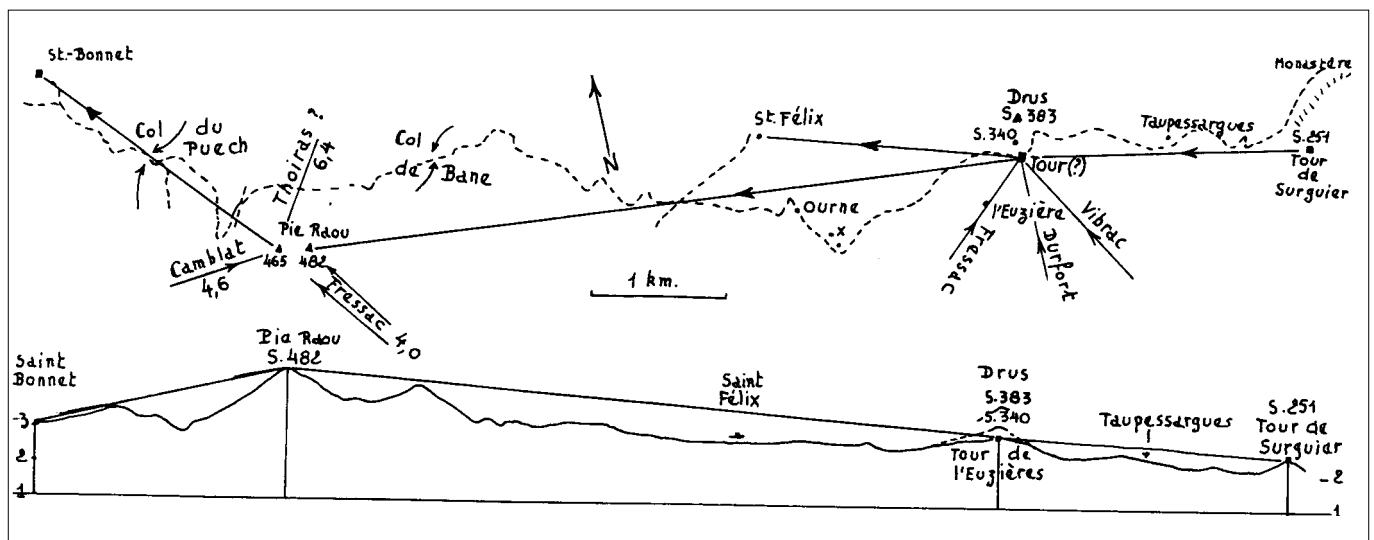 St.-Bonnet
Col
du
Puech
Thoiras ?
6,4
Col
de
Bane
N
St. Félix
Drus
S 383
S.340
Tour(?)
Taupessargues
Monastère
S.251
Tour
de
Surguier
Camblat
4,6
Pie Raou
465
482
Fressac 4,0
Ourne
x
l'Euzière
Fressac
Durfort
Vibrac
1 km.
Saint
Bonnet
3
2
1
Pia Raou
S.482
Saint
Félix
Drus
S.383
S.340
Tour de
l'Euzières
Taupessargues
S.251
Tour de
Surguier
2
1